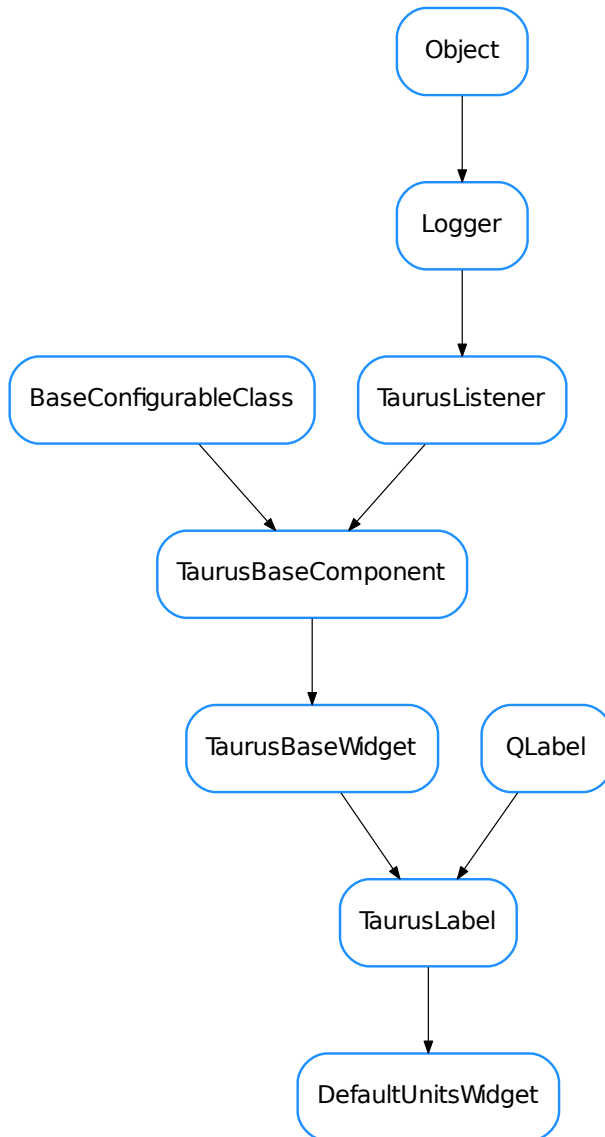 Object
Logger
BaseConfigurableClass
TaurusListener
TaurusBaseComponent
TaurusBaseWidget
QLabel
TaurusLabel
DefaultUnitsWidget